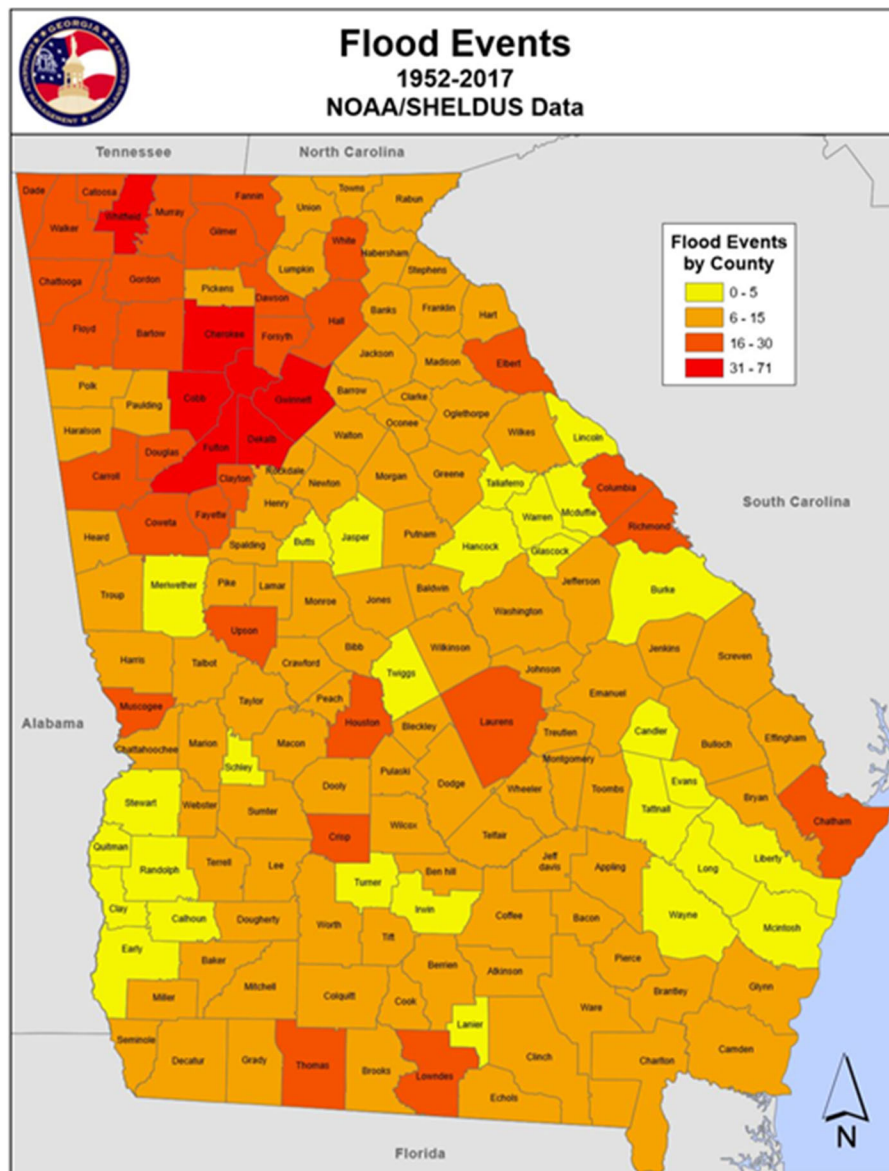 GEORGIA
EMERGENCY MANAGEMENT HOMELAND SECURITY
Flood Events
1952-2017
NOAA/SHELDUS Data
Tennessee
North Carolina
Dade
Catoosa
Whitfield
Murray
Fannin
Union
Towns
Rabun
Walker
Gilmer
White
Habersham
Lumpkin
Stephens
Chattooga
Gordon
Pickens
Dawson
Banks
Franklin
Hart
Floyd
Bartow
Cherokee
Forsyth
Hall
Jackson
Madison
Elbert
Polk
Paulding
Cobb
Gwinnett
Barrow
Clarke
Oconee
Oglethorpe
Wilkes
Lincoln
Haralson
Douglas
Fulton
Dekalb
Walton
Carroll
Clayton
Rockdale
Newton
Morgan
Greene
Taliaferro
Columbia
Coweta
Fayette
Henry
Warren
Mcduffie
Richmond
Heard
Spalding
Butts
Jasper
Putnam
Hancock
Glascock
Troup
Meriwether
Pike
Lamar
Monroe
Jones
Baldwin
Washington
Jefferson
Burke
Upson
Harris
Talbot
Crawford
Bibb
Twiggs
Wilkinson
Johnson
Emanuel
Jenkins
Screven
Muscogee
Taylor
Peach
Houston
Bleckley
Laurens
Treutlen
Candler
Bulloch
Effingham
Chattahoochee
Marion
Schley
Macon
Pulaski
Dodge
Montgomery
Wheeler
Toombs
Evans
Bryan
Chatham
Stewart
Webster
Sumter
Dooly
Wilcox
Telfair
Tattnall
Crisp
Quitman
Randolph
Terrell
Lee
Turner
Ben hill
Jeff
davis
Appling
Long
Liberty
Clay
Calhoun
Dougherty
Worth
Irwin
Coffee
Bacon
Wayne
Mcintosh
Early
Baker
Tift
Pierce
Miller
Mitchell
Colquitt
Cook
Berrien
Atkinson
Ware
Brantley
Glynn
Seminole
Decatur
Grady
Thomas
Brooks
Lowndes
Lanier
Clinch
Echols
Charlton
Camden
Alabama
South Carolina
Florida
Flood Events
by County
0 - 5
6 - 15
16 - 30
31 - 71
N